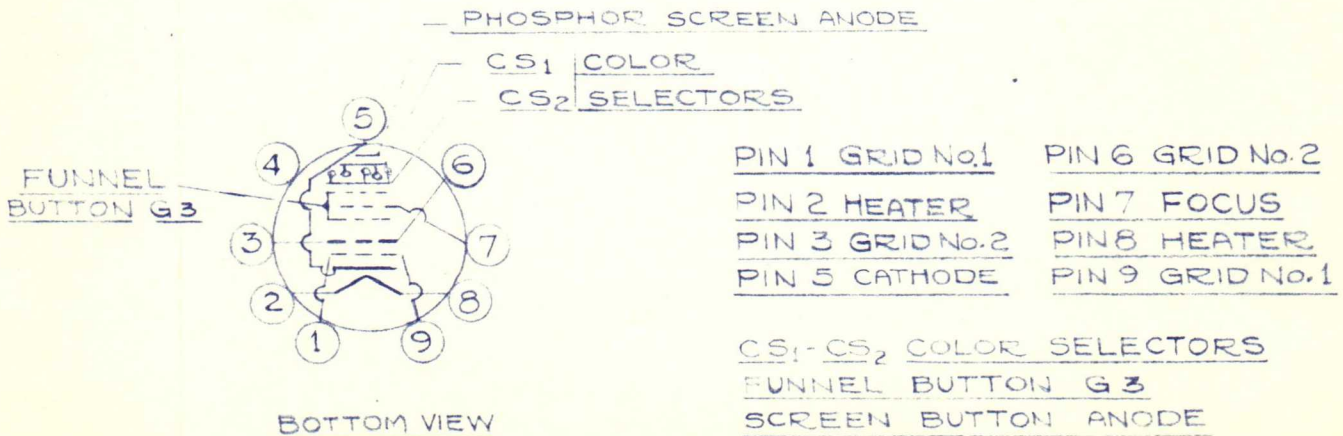 PHOSPHOR SCREEN ANODE
CS1 COLOR
CS2 SELECTORS
5
4
6
FUNNEL
BUTTON G3
3
7
2
8
1
9
BOTTOM VIEW
PIN 1 GRID No.1
PIN 2 HEATER
PIN 3 GRID No.2
PIN 5 CATHODE
PIN 6 GRID No.2
PIN 7 FOCUS
PIN 8 HEATER
PIN 9 GRID No.1
CS1-CS2 COLOR SELECTORS
FUNNEL BUTTON G3
SCREEN BUTTON ANODE